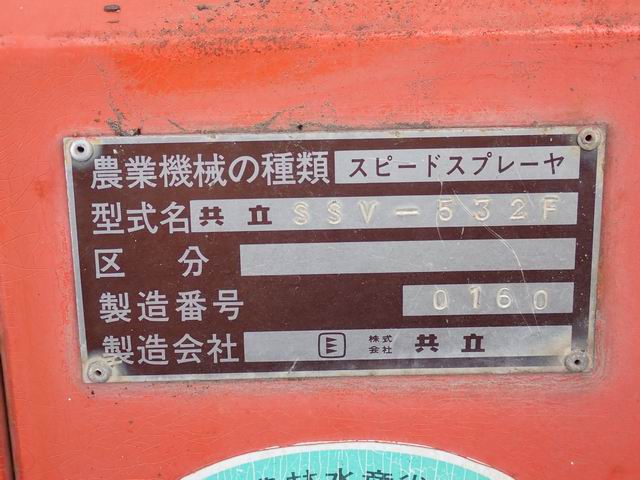 農業機械の種類 スピードスプレーヤ
型式名 共立 SSV-532F
区 分
製造番号 0160
製造会社 株式会社 共立